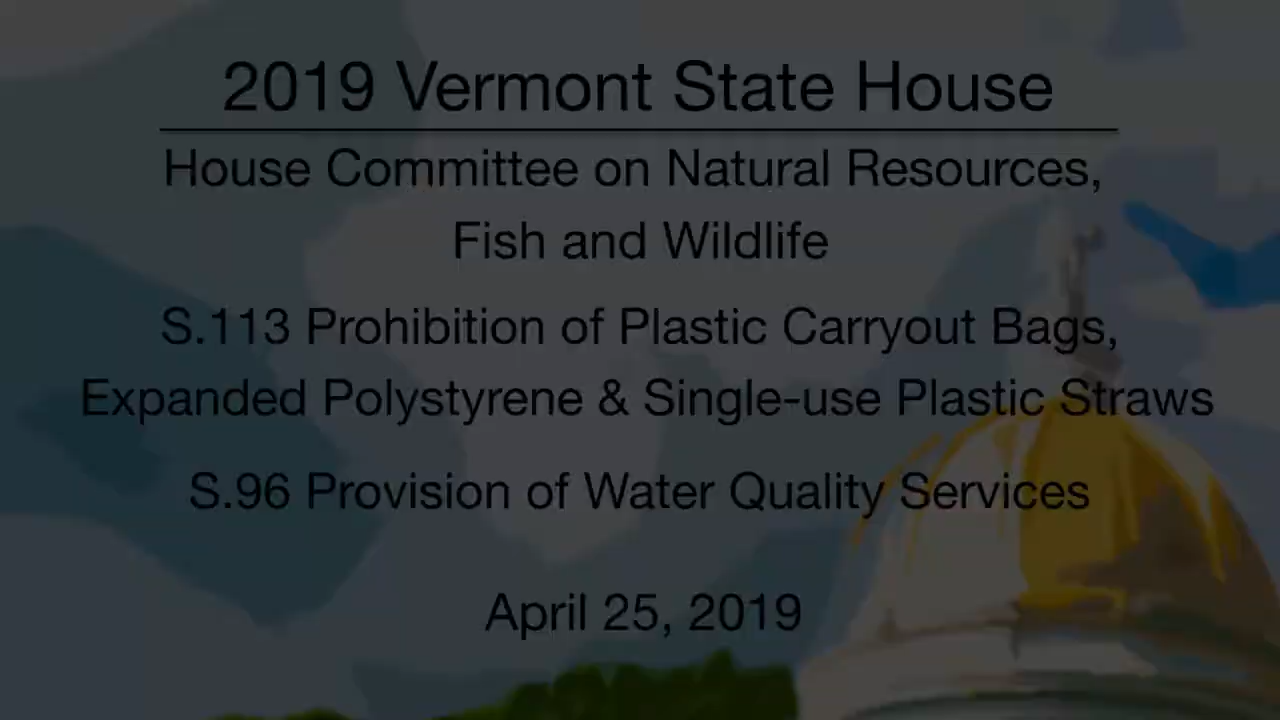 2019 Vermont State House
House Committee on Natural Resources,
Fish and Wildlife
S.113 Prohibition of Plastic Carryout Bags,
Expanded Polystyrene & Single-use Plastic Straws
S.96 Provision of Water Quality Services
April 25, 2019